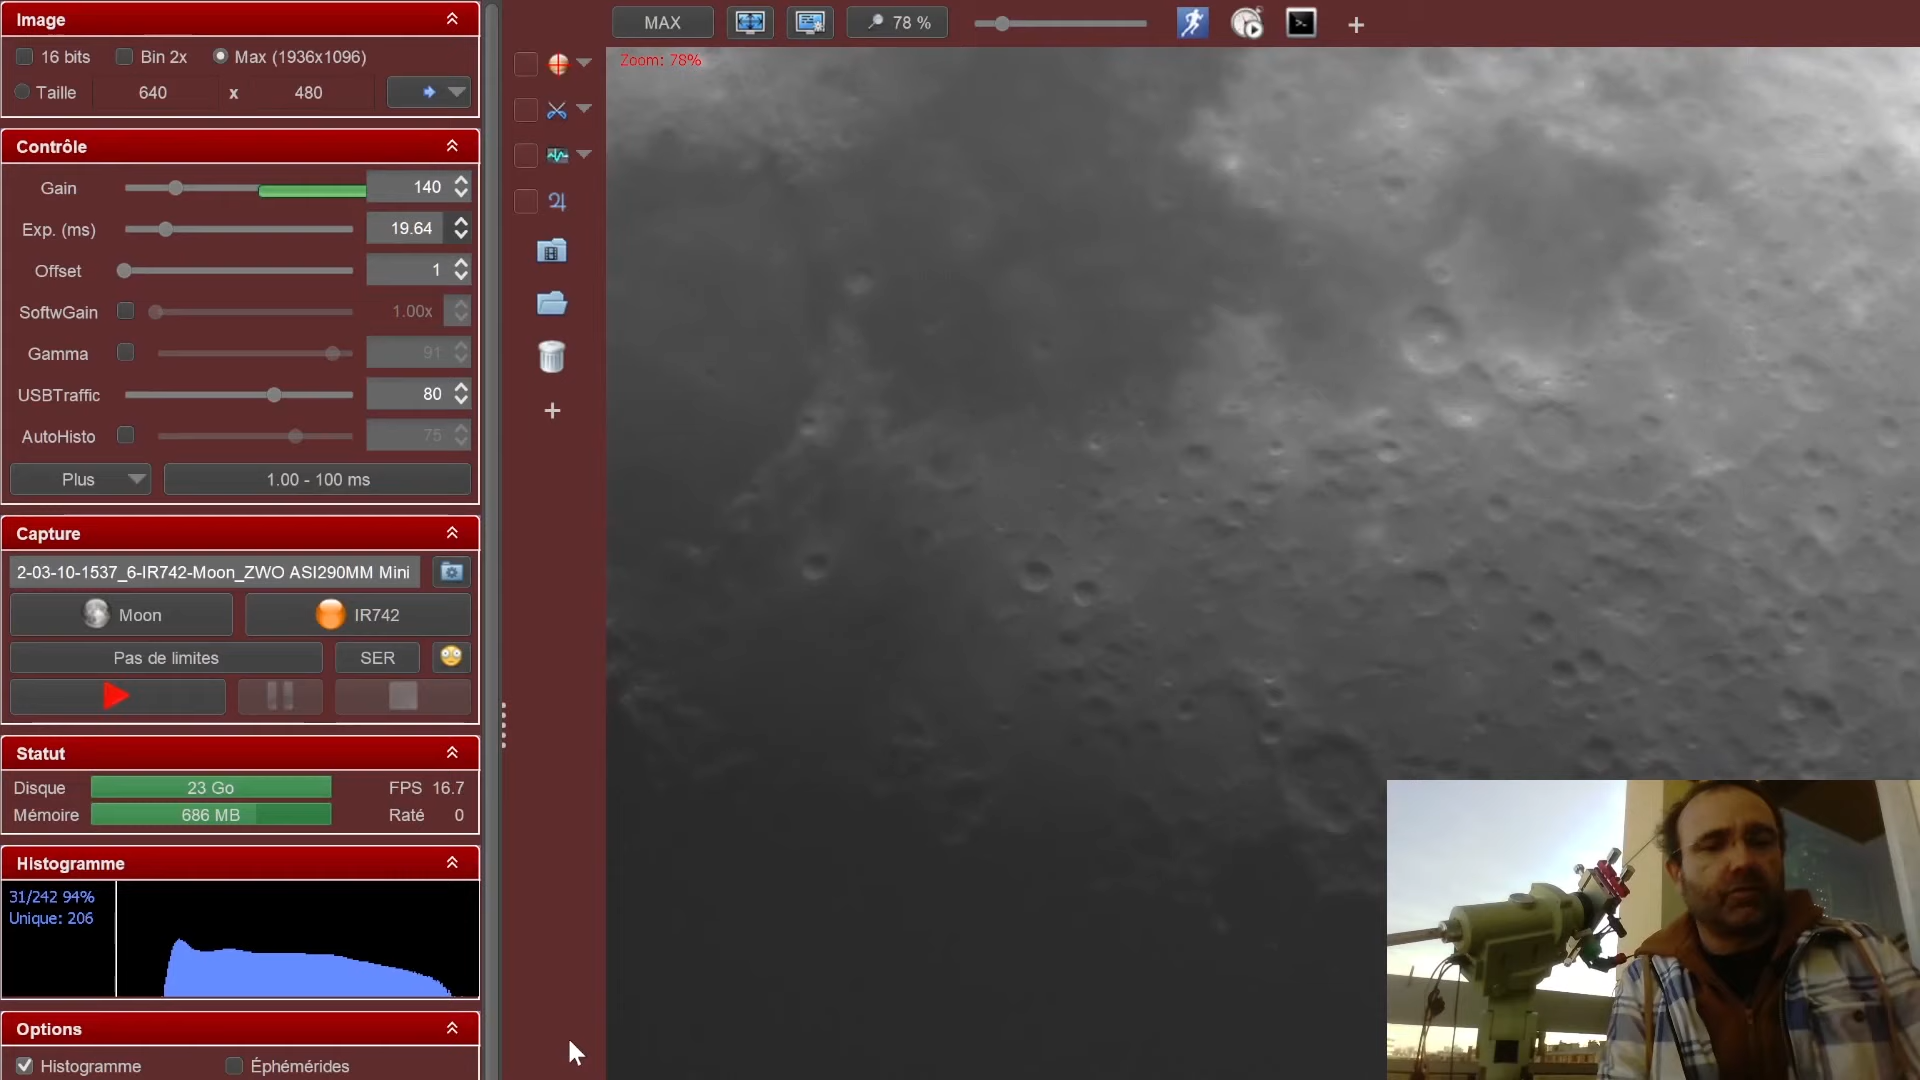 Image
16 bits Bin 2x Max (1936x1096)
Taille 640 x 480
Contrôle
Gain 140
Exp. (ms) 19.64
Offset 1
SoftwGain 1.00x
Gamma 91
USBTraffic 80
AutoHisto 75
Plus 1.00 - 100 ms
Capture
2-03-10-1537_6-IR742-Moon_ZWO ASI290MM Mini
Moon IR742
Pas de limites SER
Statut
Disque 23 Go FPS 16.7
Mémoire 686 MB Raté 0
Histogramme
31/242 94%
Unique: 206
Options
Histogramme Éphémérides
MAX 78 %
Zoom: 78%